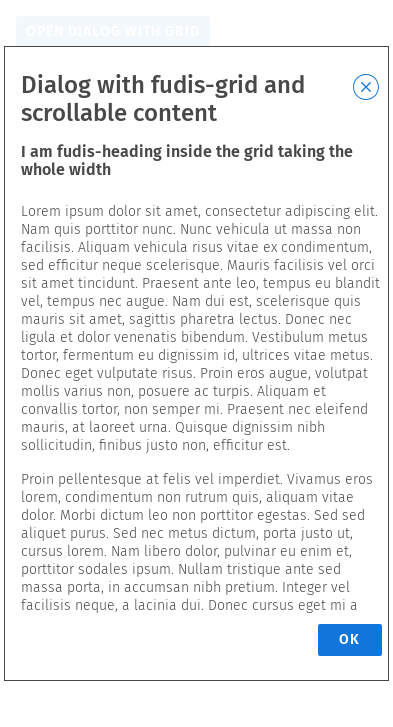 OPEN DIALOG WITH GRID
Dialog with fudis-grid and
scrollable content
I am fudis-heading inside the grid taking the
whole width
Lorem ipsum dolor sit amet, consectetur adipiscing elit.
Nam quis porttitor nunc. Nunc vehicula ut massa non
facilisis. Aliquam vehicula risus vitae ex condimentum,
sed efficitur neque scelerisque. Mauris facilisis vel orci
sit amet tincidunt. Praesent ante leo, tempus eu blandit
vel, tempus nec augue. Nam dui est, scelerisque quis
mauris sit amet, sagittis pharetra lectus. Donec nec
ligula et dolor venenatis bibendum. Vestibulum metus
tortor, fermentum eu dignissim id, ultrices vitae metus.
Donec eget vulputate risus. Proin eros augue, volutpat
mollis varius non, posuere ac turpis. Aliquam et
convallis tortor, non semper mi. Praesent nec eleifend
mauris, at laoreet urna. Quisque dignissim nibh
sollicitudin, finibus justo non, efficitur est.
Proin pellentesque at felis vel imperdiet. Vivamus eros
lorem, condimentum non rutrum quis, aliquam vitae
dolor. Morbi dictum leo non porttitor egestas. Sed sed
aliquet purus. Sed nec metus dictum, porta justo ut,
cursus lorem. Nam libero dolor, pulvinar eu enim et,
porttitor sodales ipsum. Nullam tristique ante sed
massa porta, in accumsan nibh pretium. Integer vel
facilisis neque, a lacinia dui. Donec cursus eget mi a
OK